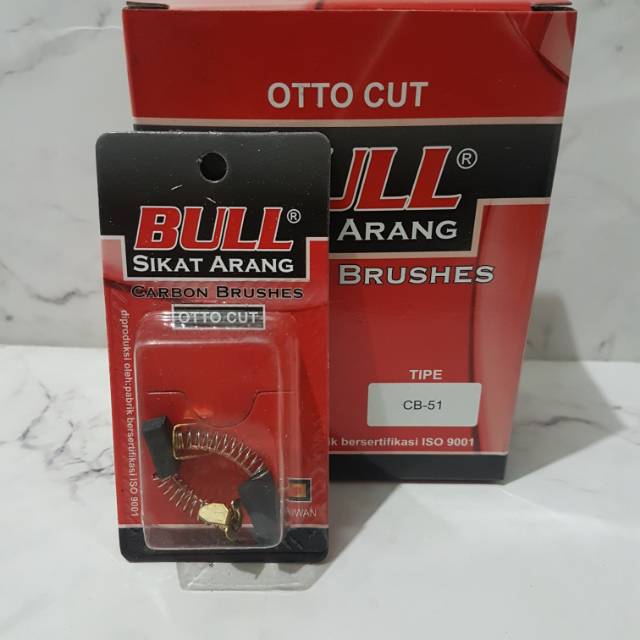 OTTO CUT
ULL®
ARANG
BRUSHES
TIPE
CB-51
ik bersertifikasi ISO 9001
BULL®
SIKAT ARANG
CARBON BRUSHES
OTTO CUT
diproduksi oleh:pabrik bersertifikasi ISO 9001
TAIWAN